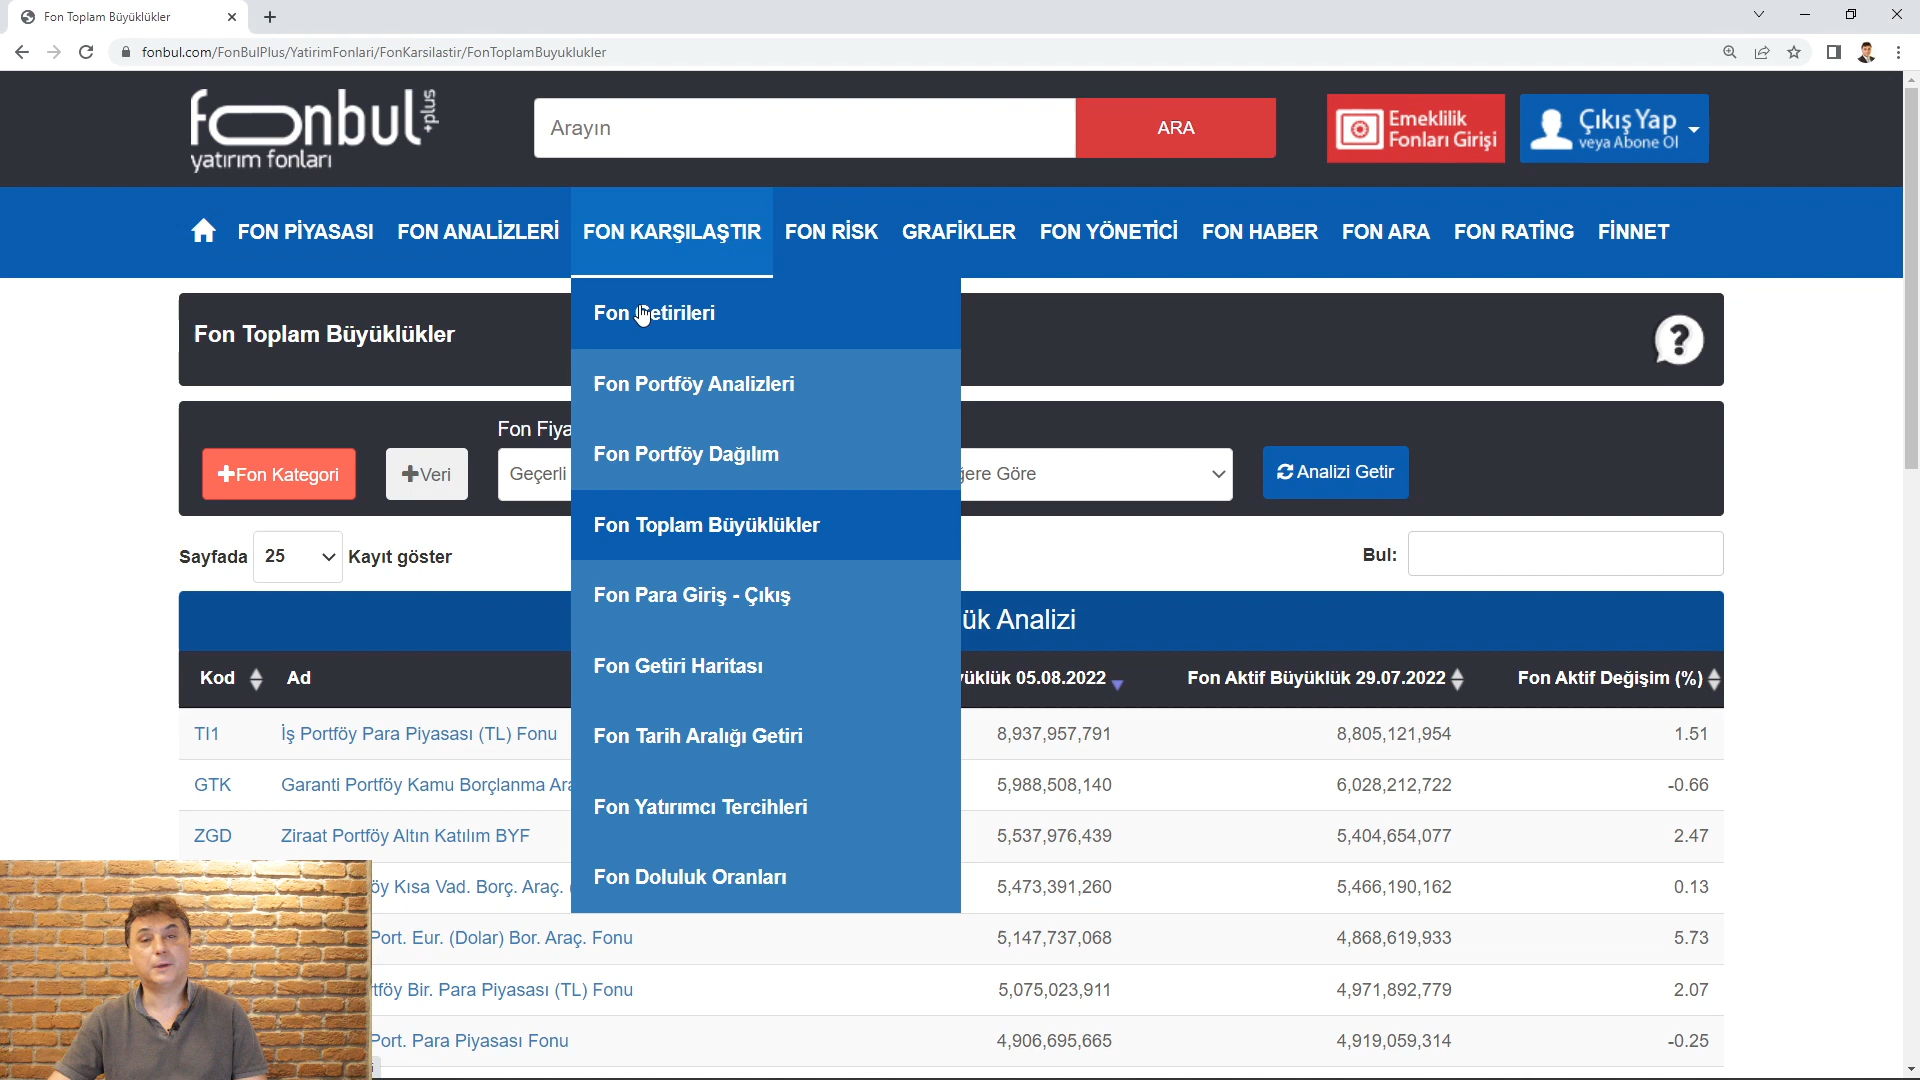 Fon Toplam Büyüklükler
fonbul.com/FonBulPlus/YatirimFonlari/FonKarsilastir/FonToplamBuyuklukler
fonbul +plus
yatırım fonları
Arayın
ARA
Emeklilik
Fonları Girişi
Çıkış Yap
veya Abone Ol
FON PİYASASI FON ANALİZLERİ FON KARŞILAŞTIR FON RİSK GRAFİKLER FON YÖNETİCİ FON HABER FON ARA FON RATİNG FİNNET
Fon Getirileri
Fon Portföy Analizleri
Fon Portföy Dağılım
Fon Toplam Büyüklükler
Fon Para Giriş - Çıkış
Fon Getiri Haritası
Fon Tarih Aralığı Getiri
Fon Yatırımcı Tercihleri
Fon Doluluk Oranları
Fon Toplam Büyüklükler
?
Fon Fiya
+Fon Kategori +Veri Geçerli ere Göre Analizi Getir
Sayfada 25 Kayıt göster Bul:
ük Analizi
Kod Ad yüklük 05.08.2022 Fon Aktif Büyüklük 29.07.2022 Fon Aktif Değişim (%)
TI1 İş Portföy Para Piyasası (TL) Fonu 8,937,957,791 8,805,121,954 1.51
GTK Garanti Portföy Kamu Borçlanma Ara 5,988,508,140 6,028,212,722 -0.66
ZGD Ziraat Portföy Altın Katılım BYF 5,537,976,439 5,404,654,077 2.47
öy Kısa Vad. Borç. Araç. ( 5,473,391,260 5,466,190,162 0.13
Port. Eur. (Dolar) Bor. Araç. Fonu 5,147,737,068 4,868,619,933 5.73
tföy Bir. Para Piyasası (TL) Fonu 5,075,023,911 4,971,892,779 2.07
Port. Para Piyasası Fonu 4,906,695,665 4,919,059,314 -0.25